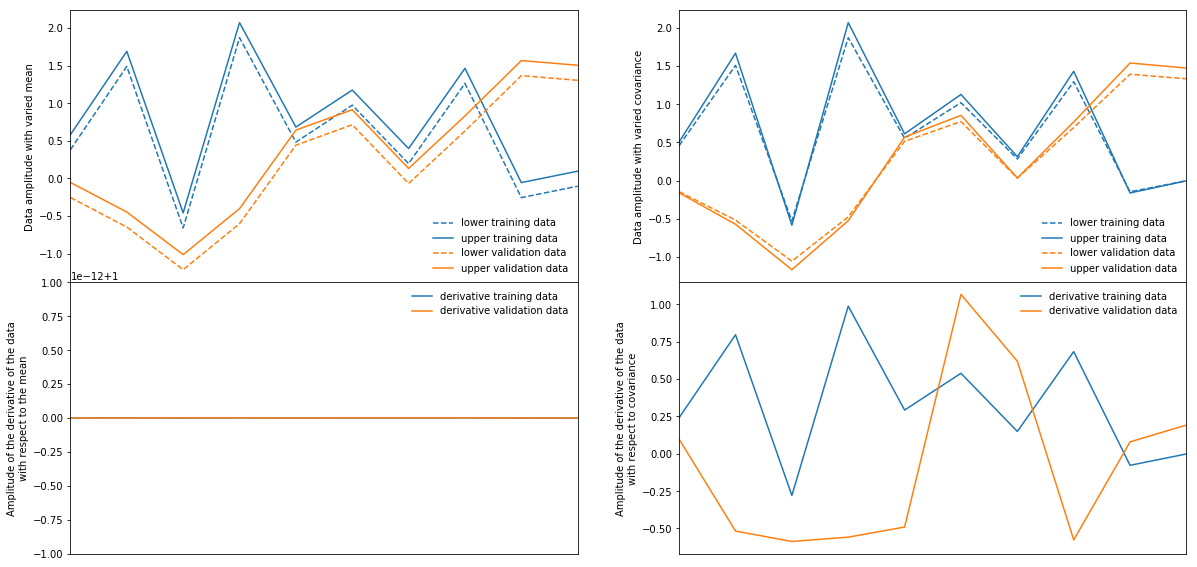 Data amplitude with varied mean
2.0
1.5
1.0
0.5
0.0
−0.5
−1.0
lower training data
upper training data
lower validation data
upper validation data
Data amplitude with varied covariance
2.0
1.5
1.0
0.5
0.0
−0.5
−1.0
lower training data
upper training data
lower validation data
upper validation data
1e−12+1
Amplitude of the derivative of the data
with respect to the mean
1.00
0.75
0.50
0.25
0.00
−0.25
−0.50
−0.75
−1.00
derivative training data
derivative validation data
Amplitude of the derivative of the data
with respect to covariance
1.00
0.75
0.50
0.25
0.00
−0.25
−0.50
derivative training data
derivative validation data